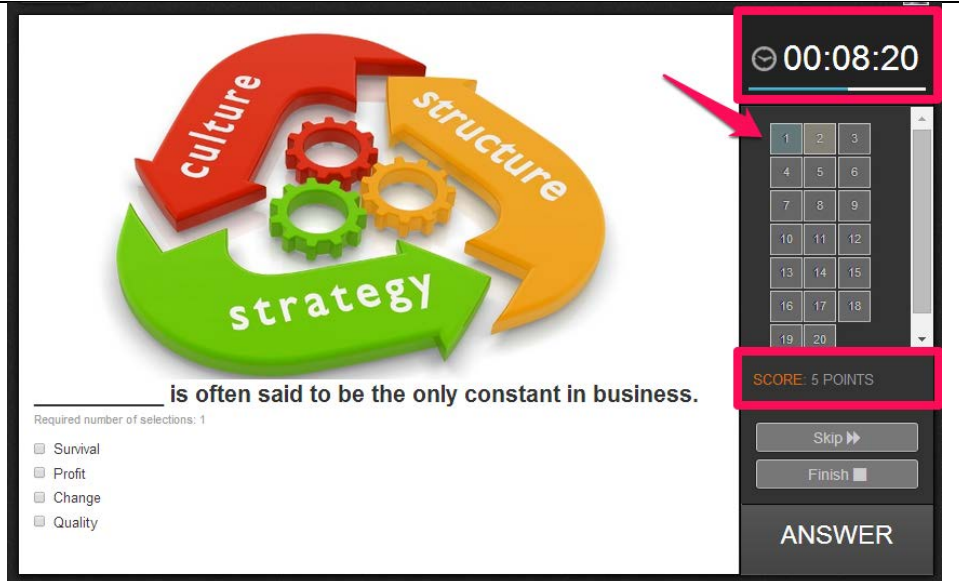 culture
structure
strategy
____________ is often said to be the only constant in business.
Required number of selections: 1
Survival
Profit
Change
Quality
00:08:20
1 2 3
4 5 6
7 8 9
10 11 12
13 14 15
16 17 18
19 20
SCORE: 5 POINTS
Skip
Finish
ANSWER